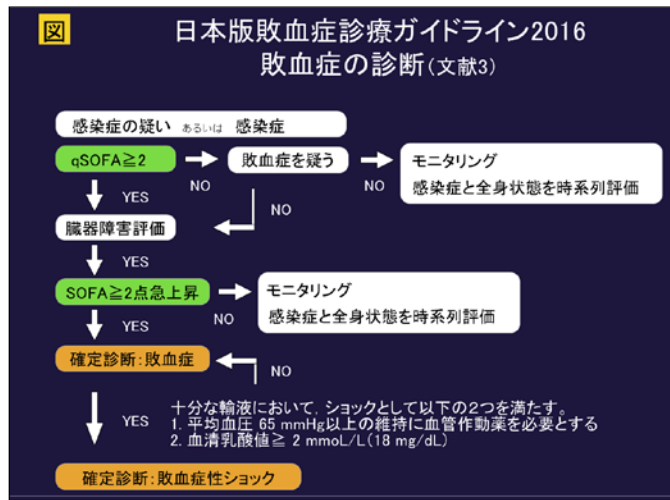 図
日本版敗血症診療ガイドライン2016
敗血症の診断(文献3)
感染症の疑い あるいは 感染症
qSOFA≧2
NO
敗血症を疑う
NO
モニタリング
感染症と全身状態を時系列評価
YES
NO
臓器障害評価
YES
SOFA≧2点急上昇
NO
モニタリング
感染症と全身状態を時系列評価
YES
確定診断:敗血症
NO
YES
十分な輸液において, ショックとして以下の2つを満たす。
1. 平均血圧 65 mmHg以上の維持に血管作動薬を必要とする
2. 血清乳酸値≧ 2 mmoL/L(18 mg/dL)
確定診断:敗血症性ショック